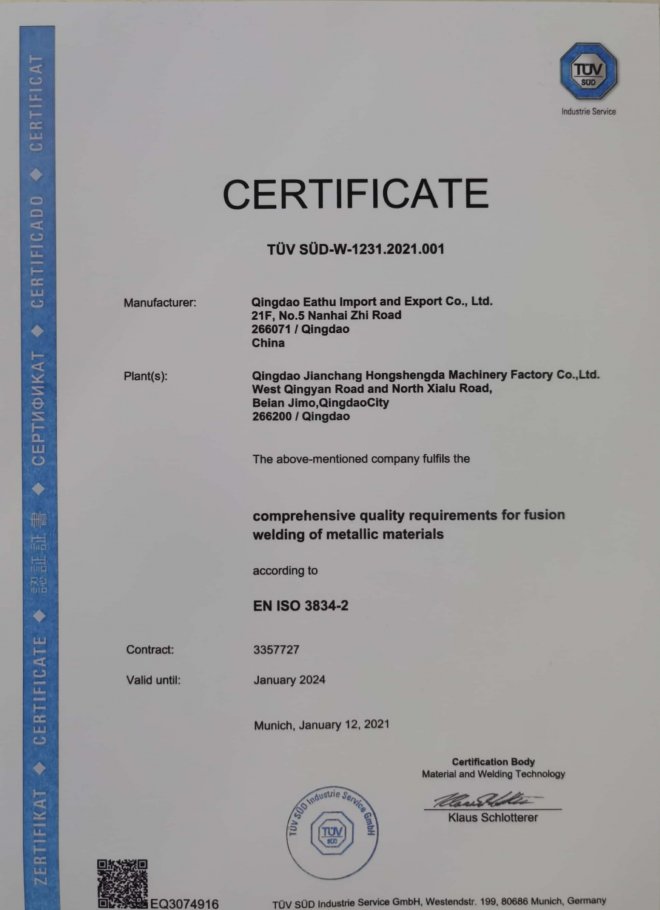 TÜV
SÜD
Industrie Service
CERTIFICATE
TÜV SÜD-W-1231.2021.001
Manufacturer:
Qingdao Eathu Import and Export Co., Ltd.
21F, No.5 Nanhai Zhi Road
266071 / Qingdao
China
Plant(s):
Qingdao Jianchang Hongshengda Machinery Factory Co.,Ltd.
West Qingyan Road and North Xialu Road,
Beian Jimo,QingdaoCity
266200 / Qingdao
The above-mentioned company fulfils the
comprehensive quality requirements for fusion
welding of metallic materials
according to
EN ISO 3834-2
Contract:
3357727
Valid until:
January 2024
Munich, January 12, 2021
Certification Body
Material and Welding Technology
Klaus Schlotterer
TÜV SÜD Industrie Service GmbH
TÜV
SÜD
EQ3074916
TÜV SÜD Industrie Service GmbH, Westendstr. 199, 80686 Munich, Germany
ZERTIFIKAT ◆ CERTIFICATE ◆ 認証証書 ◆ СЕРТИФИКАТ ◆ CERTIFICADO ◆ CERTIFICAT